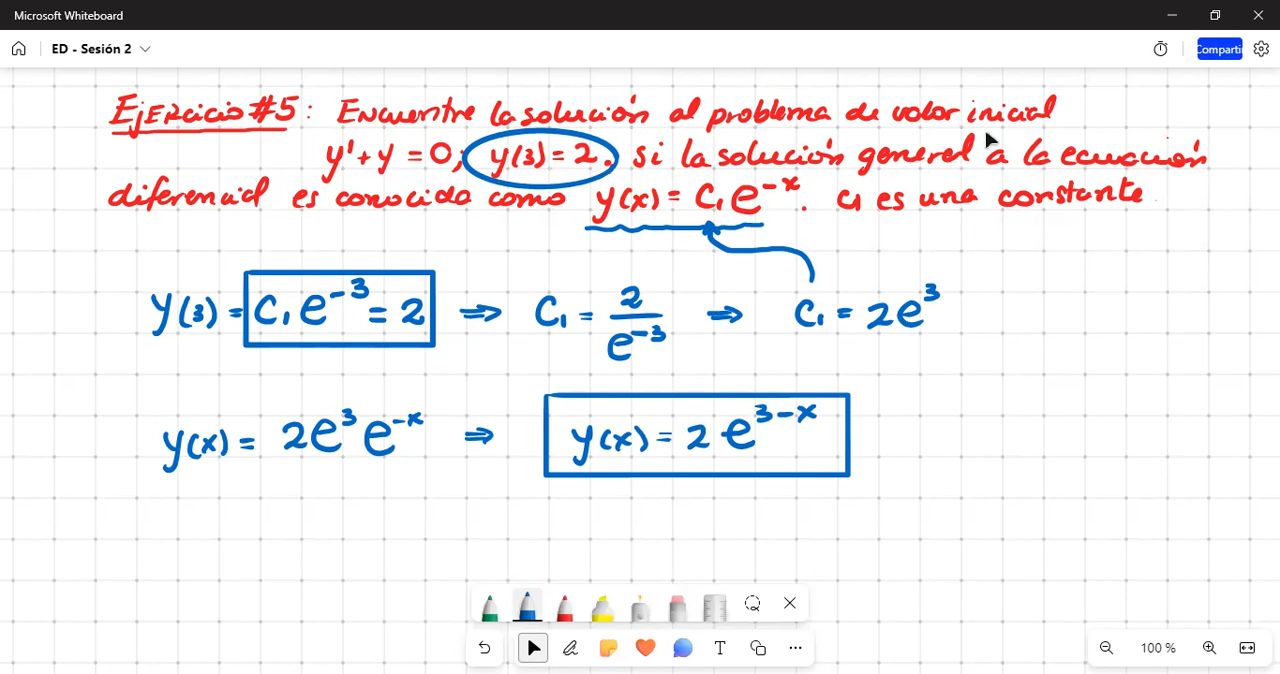 Microsoft Whiteboard
ED - Sesión 2
Compartir
Ejercicio #5: Encuentre la solución al problema de valor inicial
y' + y = 0; y(3) = 2. Si la solución general a la ecuación
diferencial es conocida como y(x) = C₁e⁻ˣ. C₁ es una constante
y(3) = C₁e⁻³ = 2 ⇒ C₁ = 2/e⁻³ ⇒ C₁ = 2e³
y(x) = 2e³e⁻ˣ ⇒ y(x) = 2e³⁻ˣ
100 %